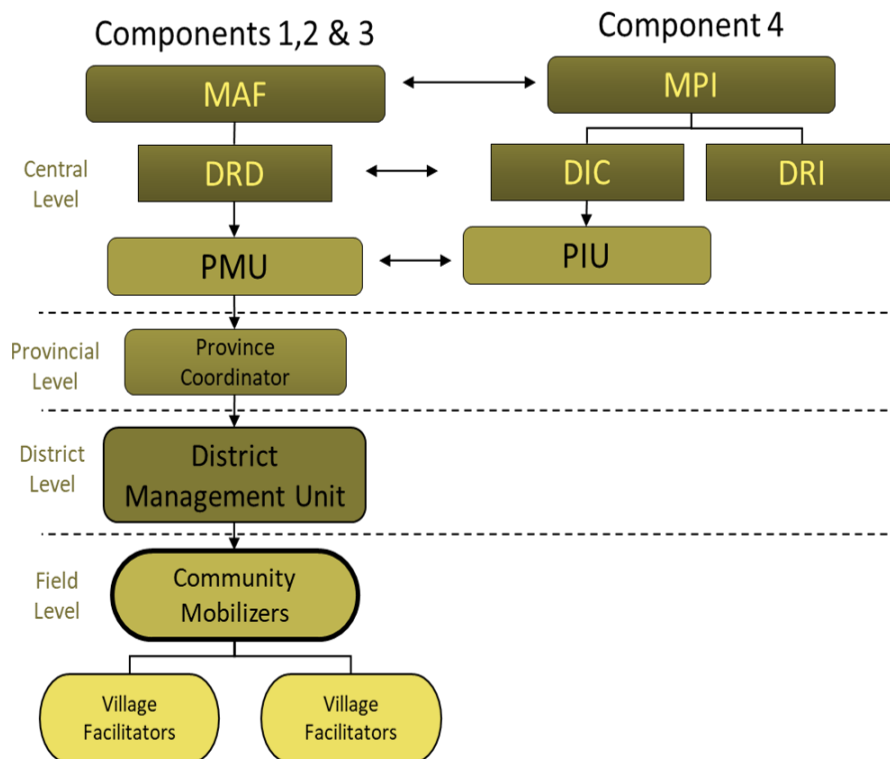 Components 1,2 & 3
Component 4
MAF
MPI
Central
Level
DRD
DIC
DRI
PMU
PIU
Provincial
Level
Province
Coordinator
District
Level
District
Management Unit
Field
Level
Community
Mobilizers
Village
Facilitators
Village
Facilitators